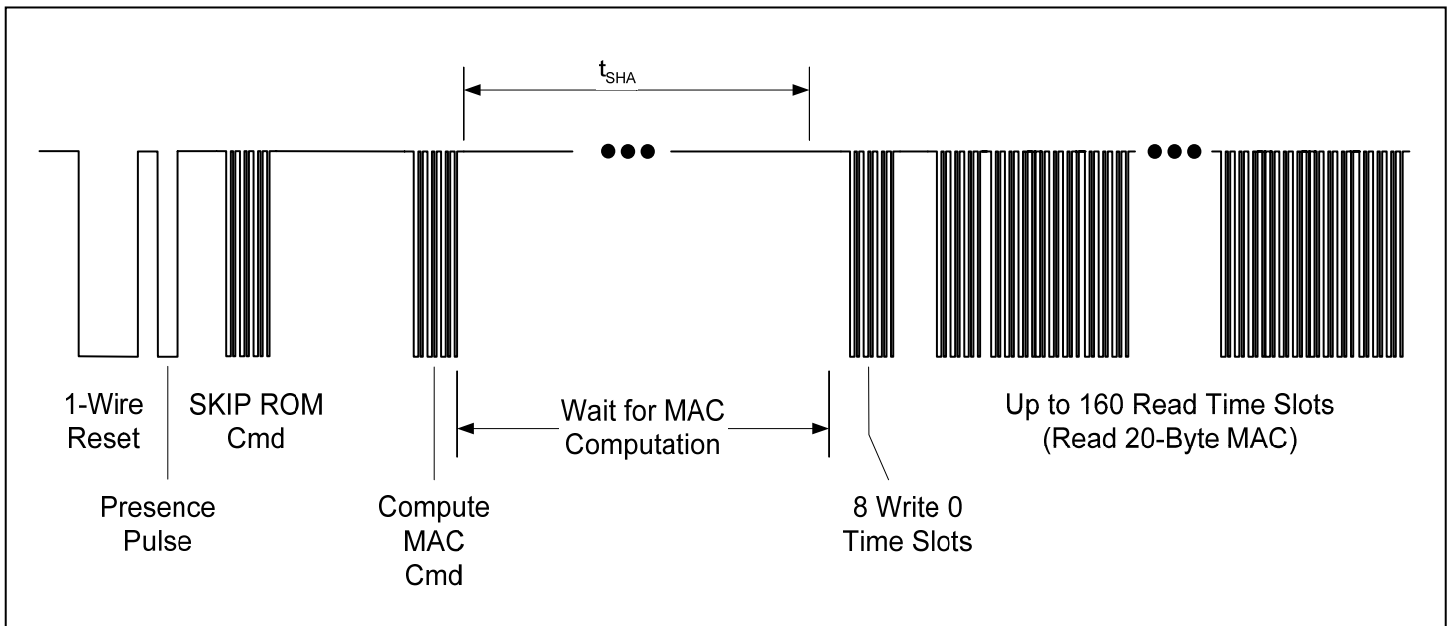 tSHA
1-Wire
Reset
SKIP ROM
Cmd
Wait for MAC
Computation
Up to 160 Read Time Slots
(Read 20-Byte MAC)
Presence
Pulse
Compute
MAC
Cmd
8 Write 0
Time Slots